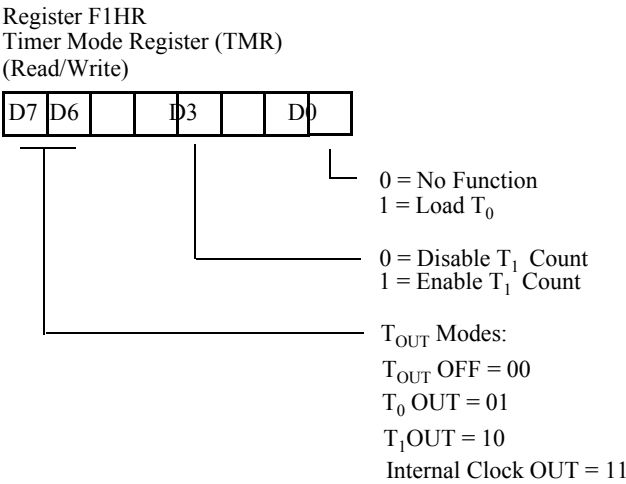 Register F1HR
Timer Mode Register (TMR)
(Read/Write)
D7 D6 D3 D0
0 = No Function
1 = Load T0
0 = Disable T1 Count
1 = Enable T1 Count
TOUT Modes:
TOUT OFF = 00
T0 OUT = 01
T1OUT = 10
Internal Clock OUT = 11